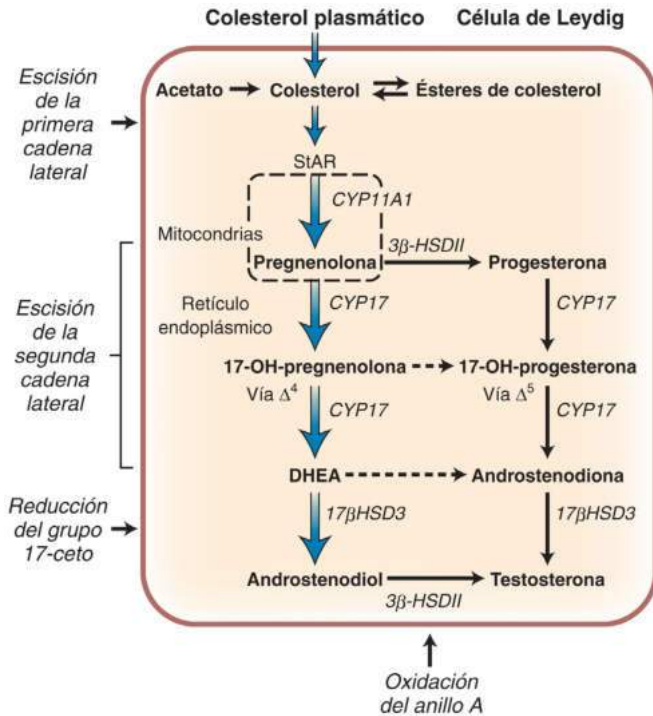 Colesterol plasmático
Célula de Leydig
Escisión
de la
primera
cadena
lateral
Acetato
Colesterol
Ésteres de colesterol
StAR
CYP11A1
Mitocondrias
3β-HSDII
Pregnenolona
Progesterona
Escisión
de la
segunda
cadena
lateral
Retículo
endoplásmico
CYP17
CYP17
17-OH-pregnenolona
17-OH-progesterona
Vía Δ⁴
Vía Δ⁵
CYP17
CYP17
DHEA
Androstenodiona
Reducción
del grupo
17-ceto
17βHSD3
17βHSD3
Androstenodiol
Testosterona
3β-HSDII
Oxidación
del anillo A